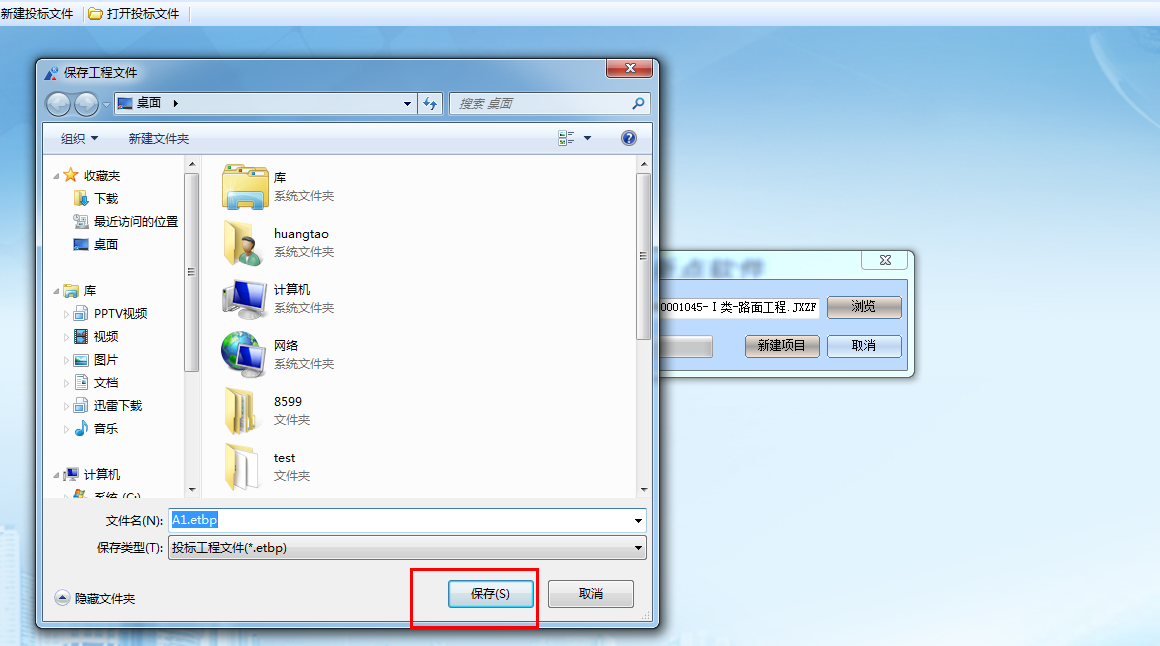 新建投标文件 打开投标文件
保存工程文件
桌面
搜索 桌面
组织 新建文件夹
收藏夹
下载
最近访问的位置
桌面
库
PPTV视频
视频
图片
文档
迅雷下载
音乐
计算机
系统 (C:)
库
系统文件夹
huangtao
系统文件夹
计算机
系统文件夹
网络
系统文件夹
8599
文件夹
test
文件夹
文件名(N): A1.etbp
保存类型(T): 投标工程文件(*.etbp)
隐藏文件夹
保存(S) 取消
点软件
0001045-Ⅰ类-路面工程.JXZF 浏览
新建项目 取消